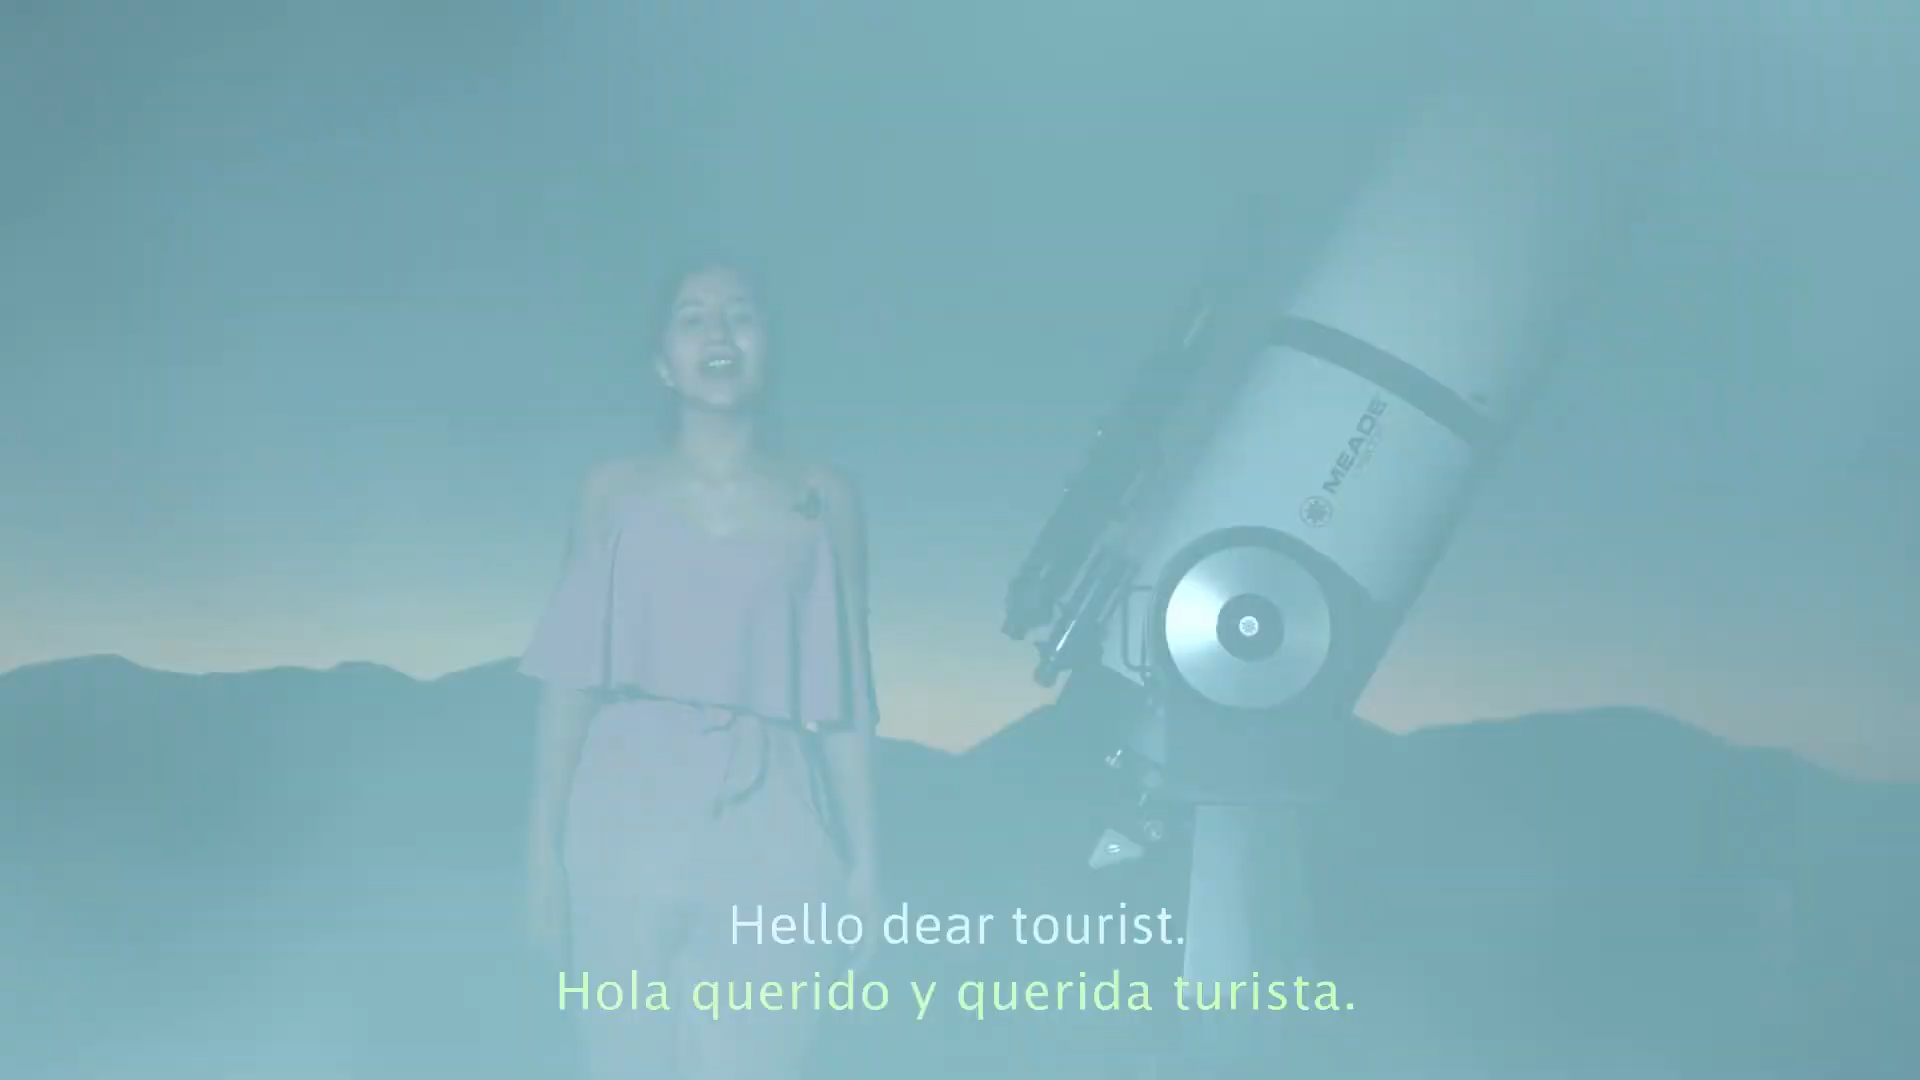 MEADE
Hello dear tourist.
Hola querido y querida turista.